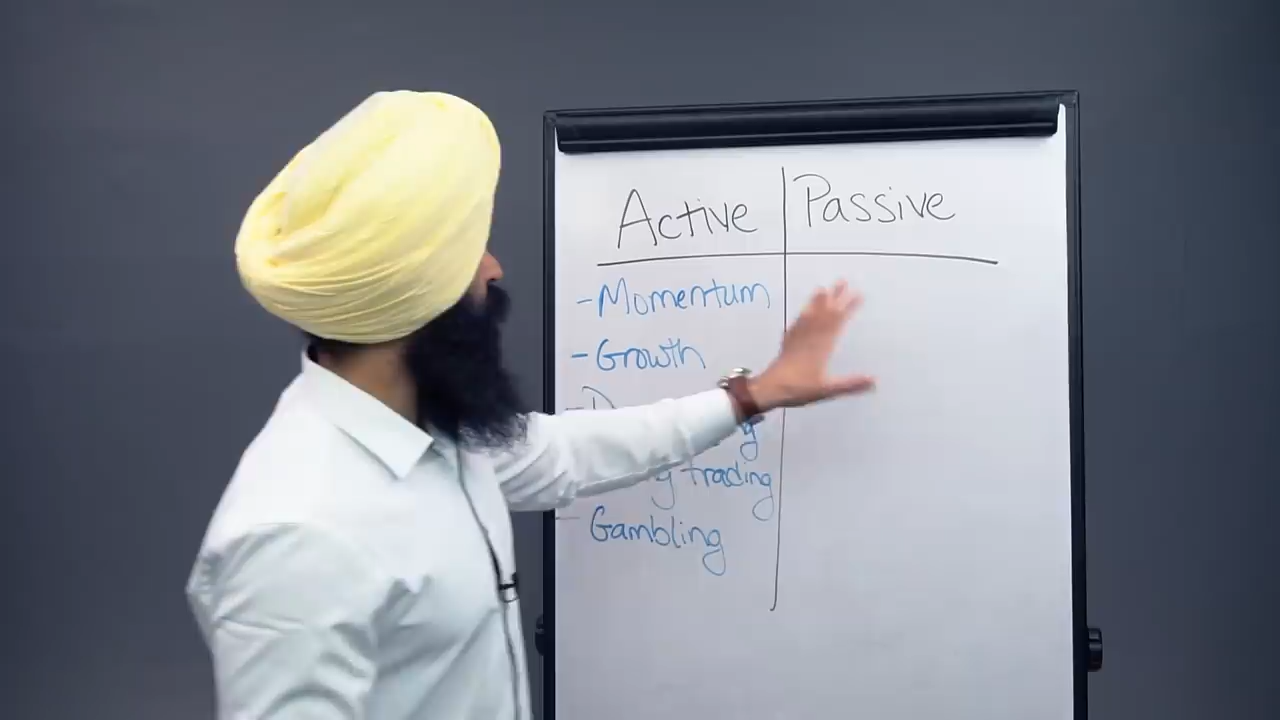 Active Passive
- Momentum
- Growth
trading
- Gambling